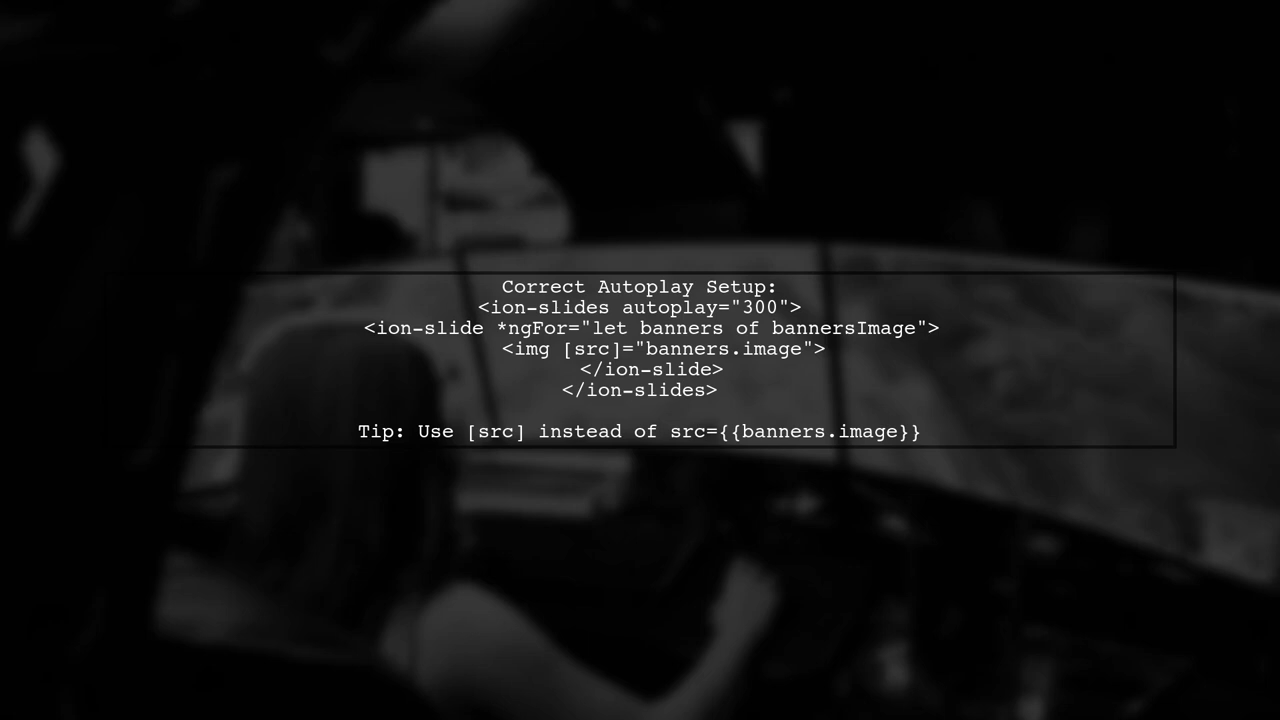 Correct Autoplay Setup:
<ion-slides autoplay="300">
<ion-slide *ngFor="let banners of bannersImage">
<img [src]="banners.image">
</ion-slide>
</ion-slides>
Tip: Use [src] instead of src={{banners.image}}